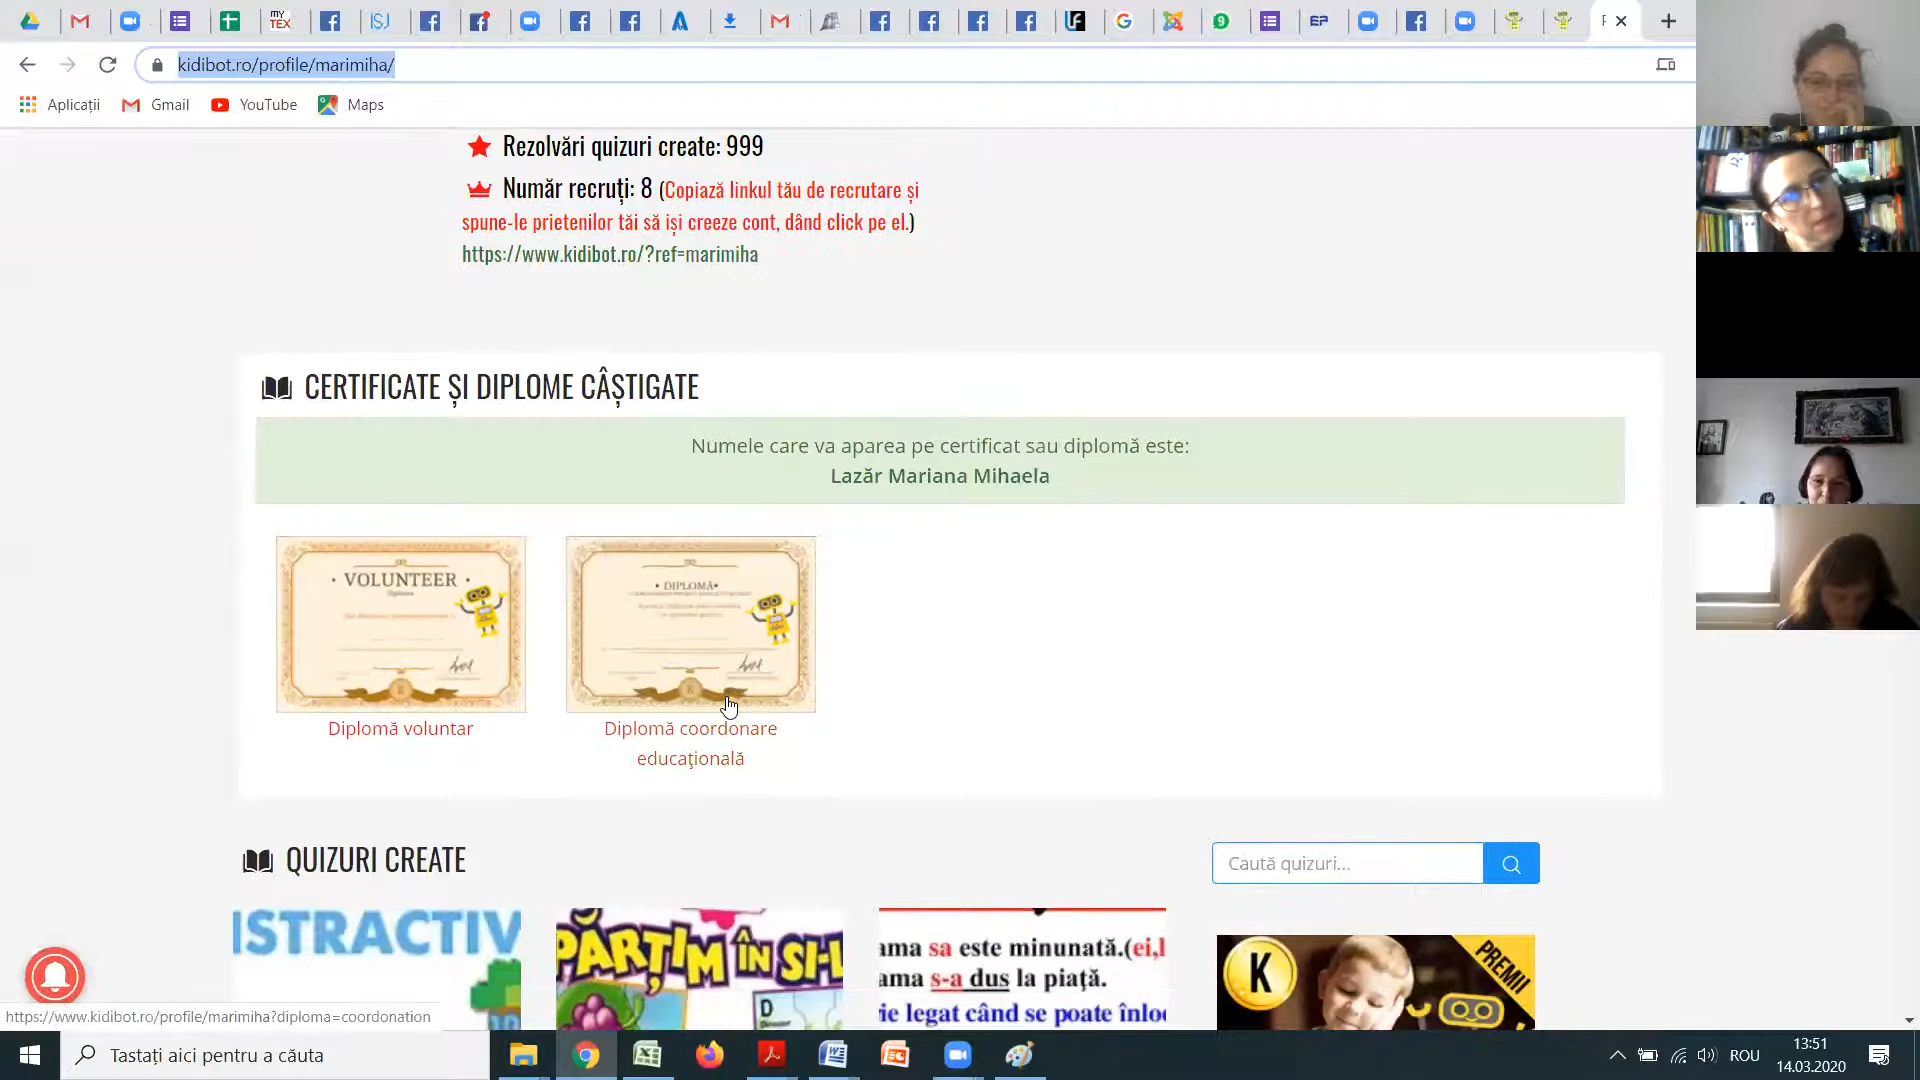 kidibot.ro/profile/marimiha/
Aplicații
Gmail
YouTube
Maps
Rezolvări quizuri create: 999
Număr recruți: 8 (Copiază linkul tău de recrutare și
spune-le prietenilor tăi să iși creeze cont, dând click pe el.)
https://www.kidibot.ro/?ref=marimiha
CERTIFICATE ȘI DIPLOME CÂȘTIGATE
Numele care va aparea pe certificat sau diplomă este:
Lazăr Mariana Mihaela
• VOLUNTEER •
• DIPLOMĂ•
Diplomă voluntar
Diplomă coordonare
educaţională
QUIZURI CREATE
Caută quizuri...
ISTRACTIV
PĂRȚIM ÎN SI-L
D
ama sa este minunată.(ei,l
ama s-a dus la piață.
ie legat când se poate înlo
K
PREMII
https://www.kidibot.ro/profile/marimiha?diploma=coordonation
Tastați aici pentru a căuta
ROU
13:51
14.03.2020